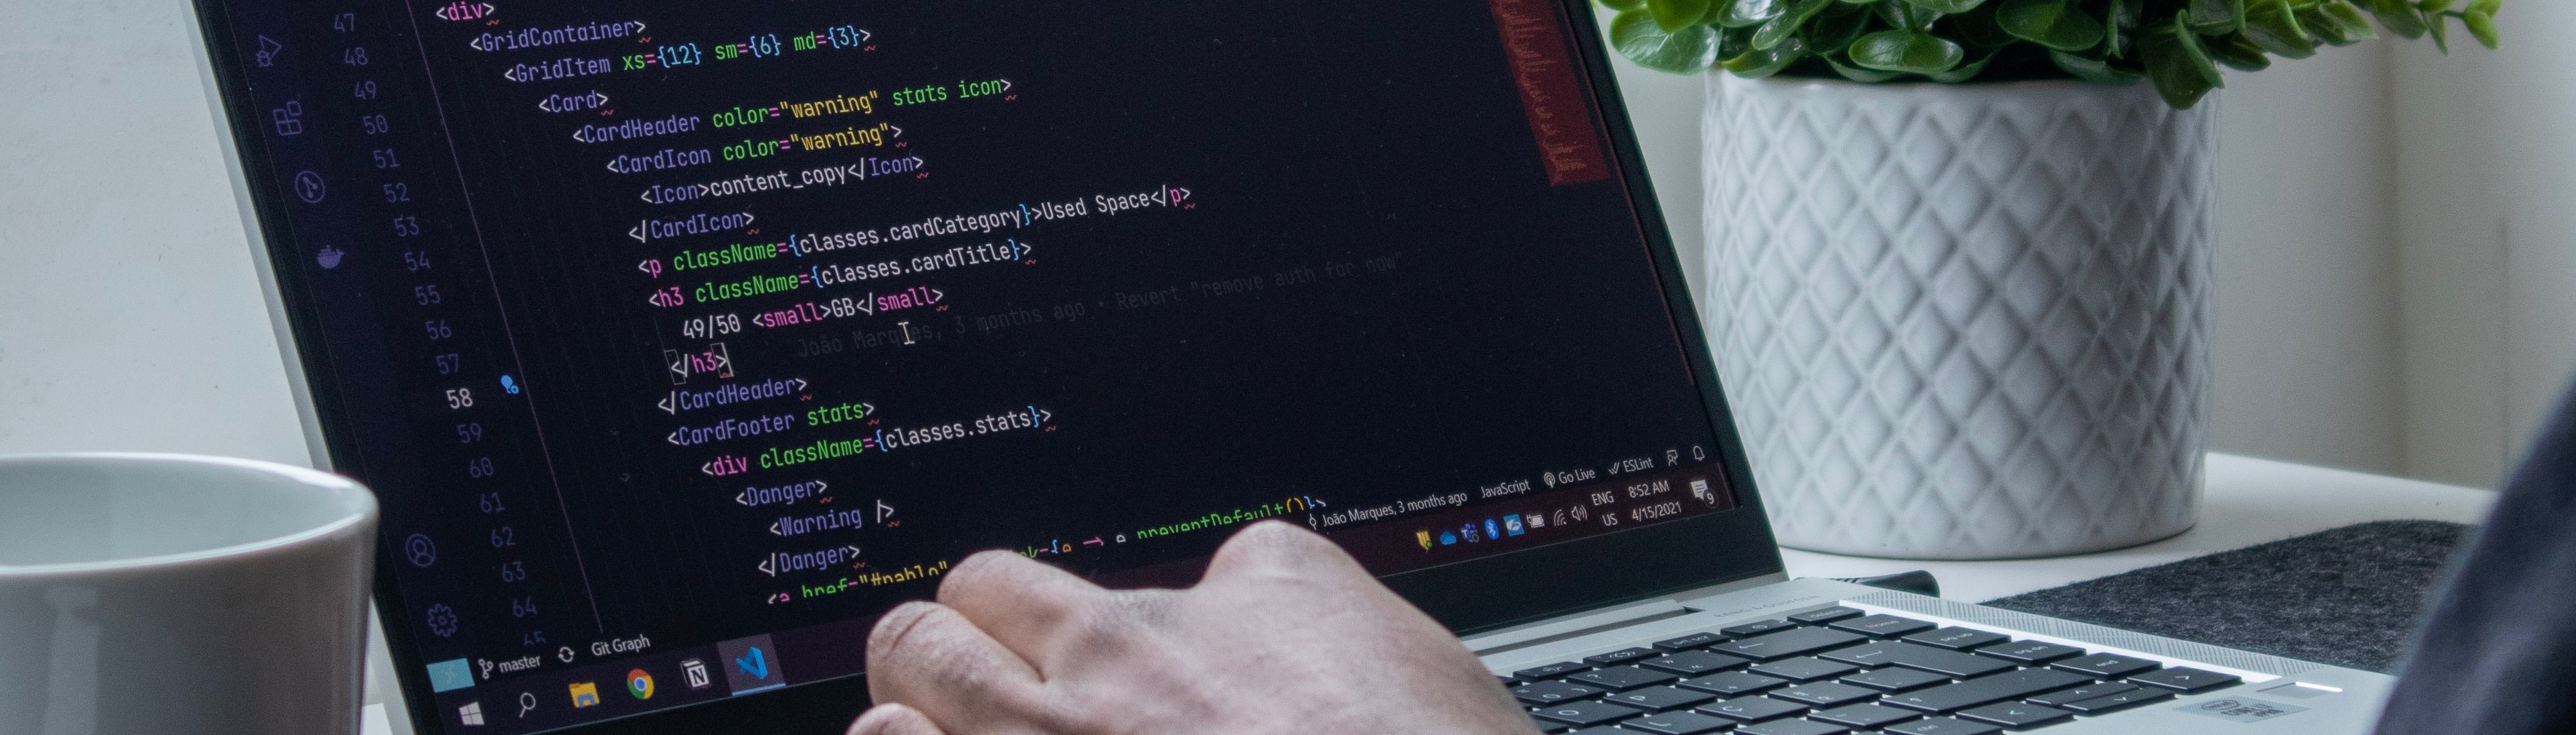 47 <div>
48 <GridContainer>
49 <GridItem xs={12} sm={6} md={3}>
50 <Card>
51 <CardHeader color="warning" stats icon>
52 <CardIcon color="warning">
53 <Icon>content_copy</Icon>
54 </CardIcon>
55 <p className={classes.cardCategory}>Used Space</p>
56 <h3 className={classes.cardTitle}>
57 49/50 <small>GB</small>
58 </h3> João Marques, 3 months ago • Revert "remove auth for now"
59 </CardHeader>
60 <CardFooter stats>
61 <div className={classes.stats}>
62 <Danger>
63 <Warning />
64 </Danger>
65 <a href="#pablo" preventDefault()}>
master Git Graph João Marques, 3 months ago JavaScript Go Live ESLint
ENG US 8:52 AM 4/15/2021 9